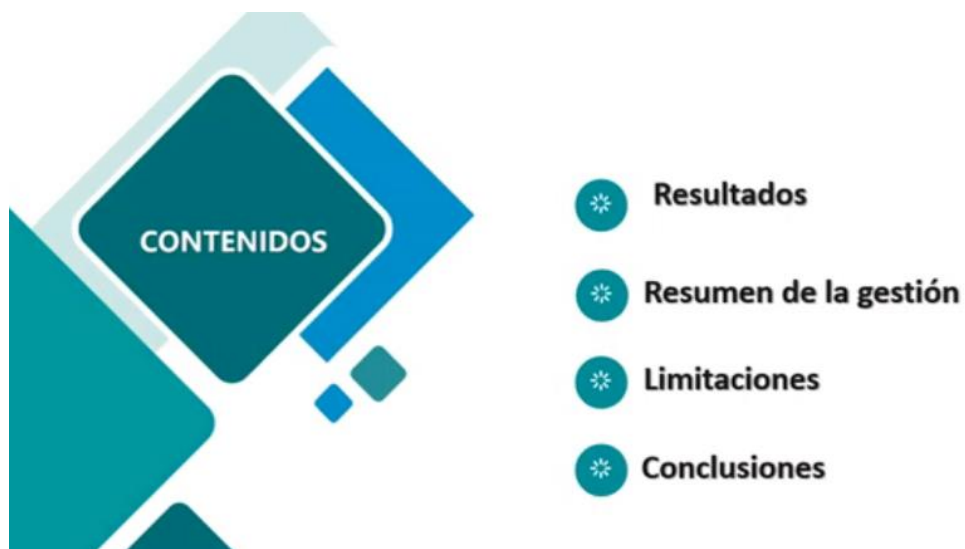 CONTENIDOS
Resultados
Resumen de la gestión
Limitaciones
Conclusiones